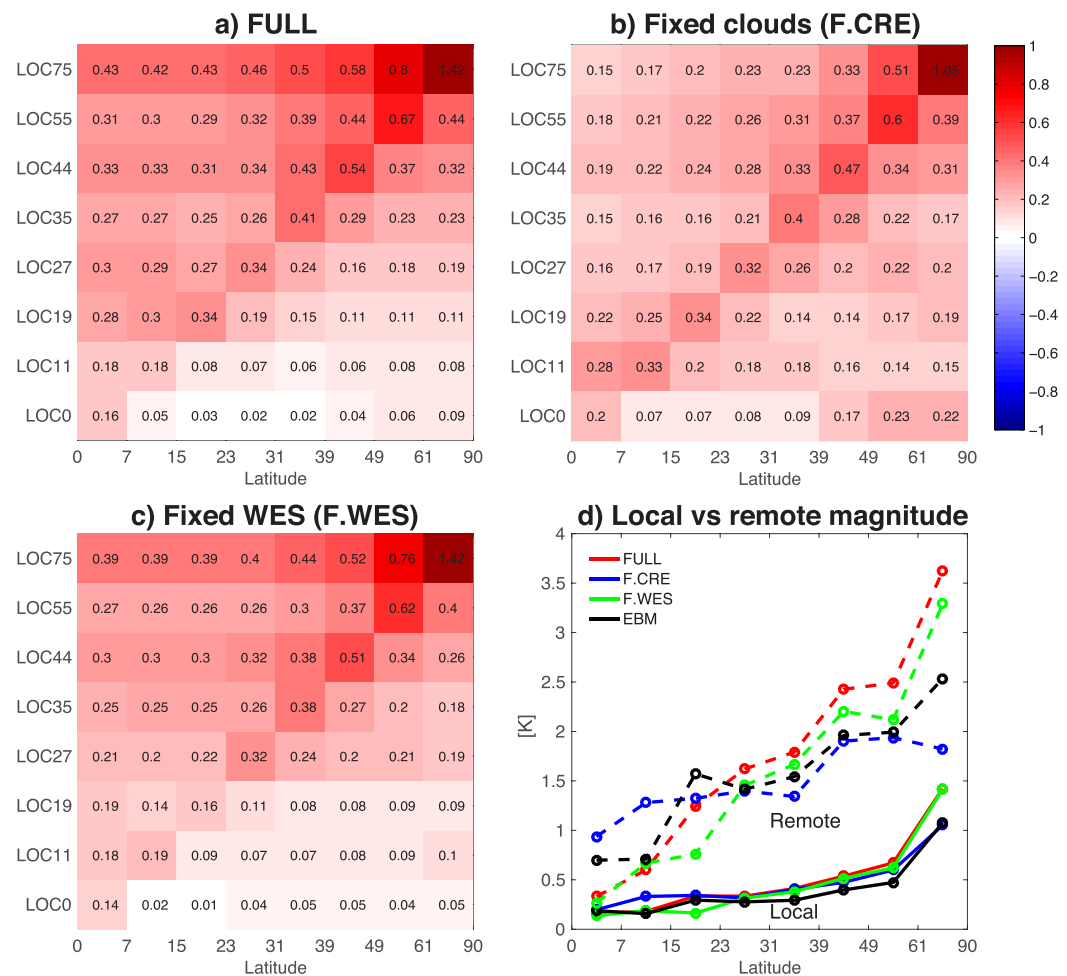 a) FULL
LOC75 0.43 0.42 0.43 0.46 0.5 0.58 0.8 1.42
LOC55 0.31 0.3 0.29 0.32 0.39 0.44 0.67 0.44
LOC44 0.33 0.33 0.31 0.34 0.43 0.54 0.37 0.32
LOC35 0.27 0.27 0.25 0.26 0.41 0.29 0.23 0.23
LOC27 0.3 0.29 0.27 0.34 0.24 0.16 0.18 0.19
LOC19 0.28 0.3 0.34 0.19 0.15 0.11 0.11 0.11
LOC11 0.18 0.18 0.08 0.07 0.06 0.06 0.08 0.08
LOC0 0.16 0.05 0.03 0.02 0.02 0.04 0.06 0.09
0 7 15 23 31 39 49 61 90
Latitude
b) Fixed clouds (F.CRE)
LOC75 0.15 0.17 0.2 0.23 0.23 0.33 0.51 1.05
LOC55 0.18 0.21 0.22 0.26 0.31 0.37 0.6 0.39
LOC44 0.19 0.22 0.24 0.28 0.33 0.47 0.34 0.31
LOC35 0.15 0.16 0.16 0.21 0.4 0.28 0.22 0.17
LOC27 0.16 0.17 0.19 0.32 0.26 0.2 0.22 0.2
LOC19 0.22 0.25 0.34 0.22 0.14 0.14 0.17 0.19
LOC11 0.28 0.33 0.2 0.18 0.18 0.16 0.14 0.15
LOC0 0.2 0.07 0.07 0.08 0.09 0.17 0.23 0.22
0 7 15 23 31 39 49 61 90
Latitude
1
0.8
0.6
0.4
0.2
0
−0.2
−0.4
−0.6
−0.8
−1
c) Fixed WES (F.WES)
LOC75 0.39 0.39 0.39 0.4 0.44 0.52 0.76 1.42
LOC55 0.27 0.26 0.26 0.26 0.3 0.37 0.62 0.4
LOC44 0.3 0.3 0.3 0.32 0.38 0.51 0.34 0.26
LOC35 0.25 0.25 0.25 0.26 0.38 0.27 0.2 0.18
LOC27 0.21 0.2 0.22 0.32 0.24 0.2 0.21 0.19
LOC19 0.19 0.14 0.16 0.11 0.08 0.08 0.09 0.09
LOC11 0.18 0.19 0.09 0.07 0.07 0.08 0.09 0.1
LOC0 0.14 0.02 0.01 0.04 0.05 0.05 0.04 0.05
0 7 15 23 31 39 49 61 90
Latitude
d) Local vs remote magnitude
4
3.5
3
2.5
2
1.5
1
0.5
0
[K]
FULL
F.CRE
F.WES
EBM
Remote
Local
0 7 15 23 31 39 49 61 90
Latitude